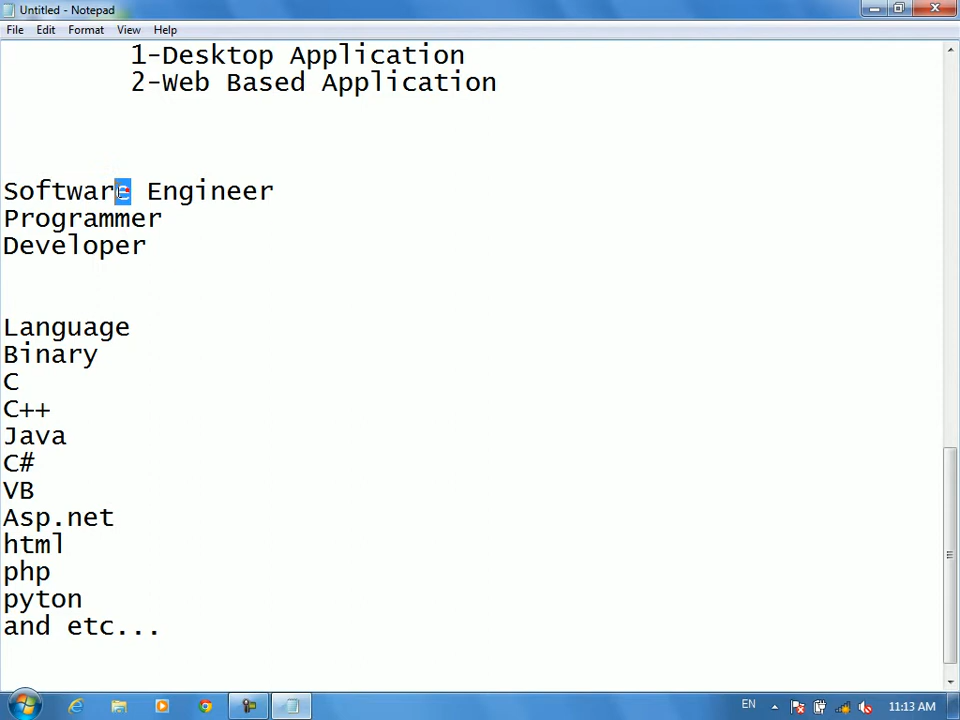 Untitled - Notepad
File Edit Format View Help
1-Desktop Application
2-Web Based Application
Software Engineer
Programmer
Developer
Language
Binary
C
C++
Java
C#
VB
Asp.net
html
php
pyton
and etc...
EN 11:13 AM